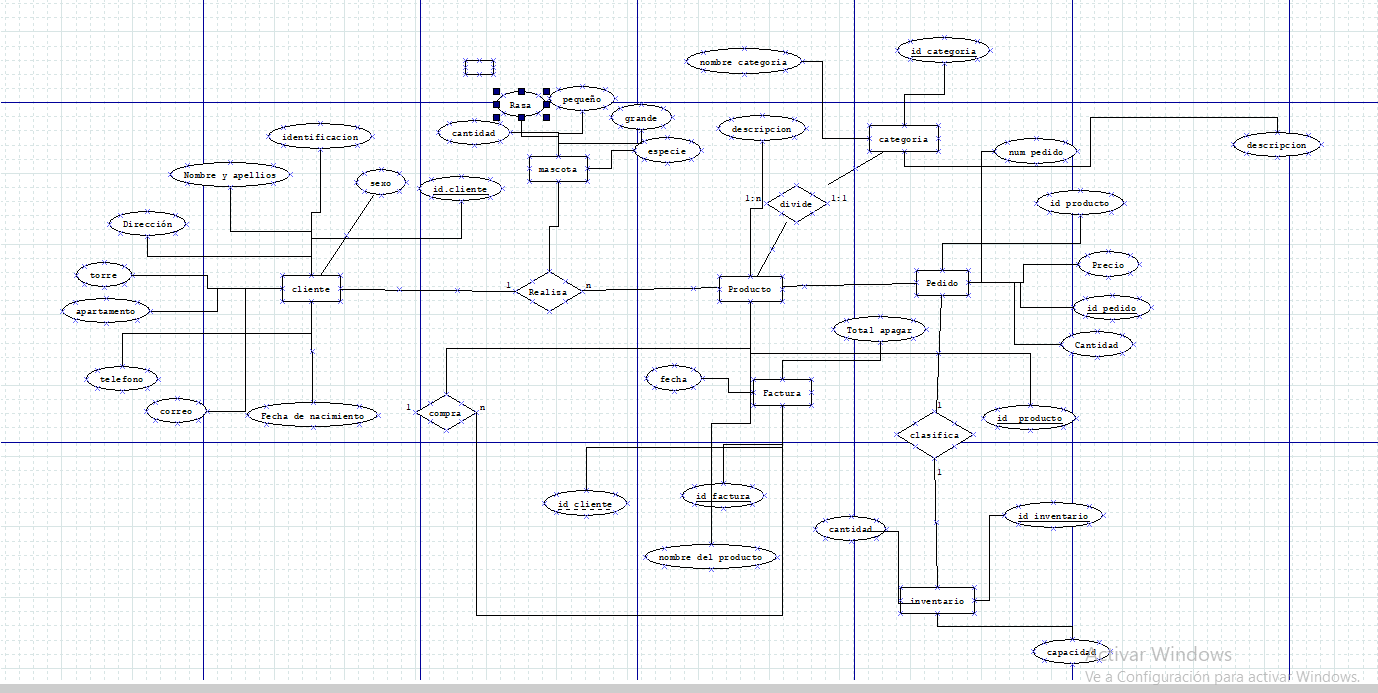 id categoria
nombre categoria
Rasa
pequeño
grande
cantidad
descripcion
identificacion
categoria
descripcion
especie
num pedido
mascota
Nombre y apellios
sexo
id.cliente
1:n
divide
1:1
id producto
Dirección
Precio
torre
cliente
1
Realisa
n
Producto
Pedido
apartamento
id pedido
Total apagar
Cantidad
telefono
fecha
Factura
correo
Fecha de nacimiento
1
compra
n
1
id producto
clasifica
1
id cliente
id factura
cantidad
id inventario
nombre del producto
inventario
capacidad
Activar Windows
Ve a Configuración para activar Windows.